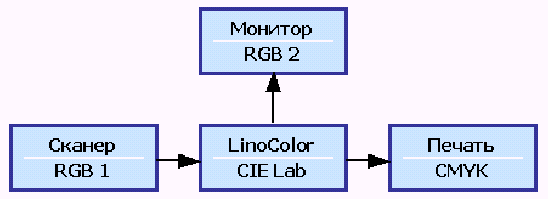 Монитор
RGB 2
Сканер
RGB 1
LinoColor
CIE Lab
Печать
CMYK